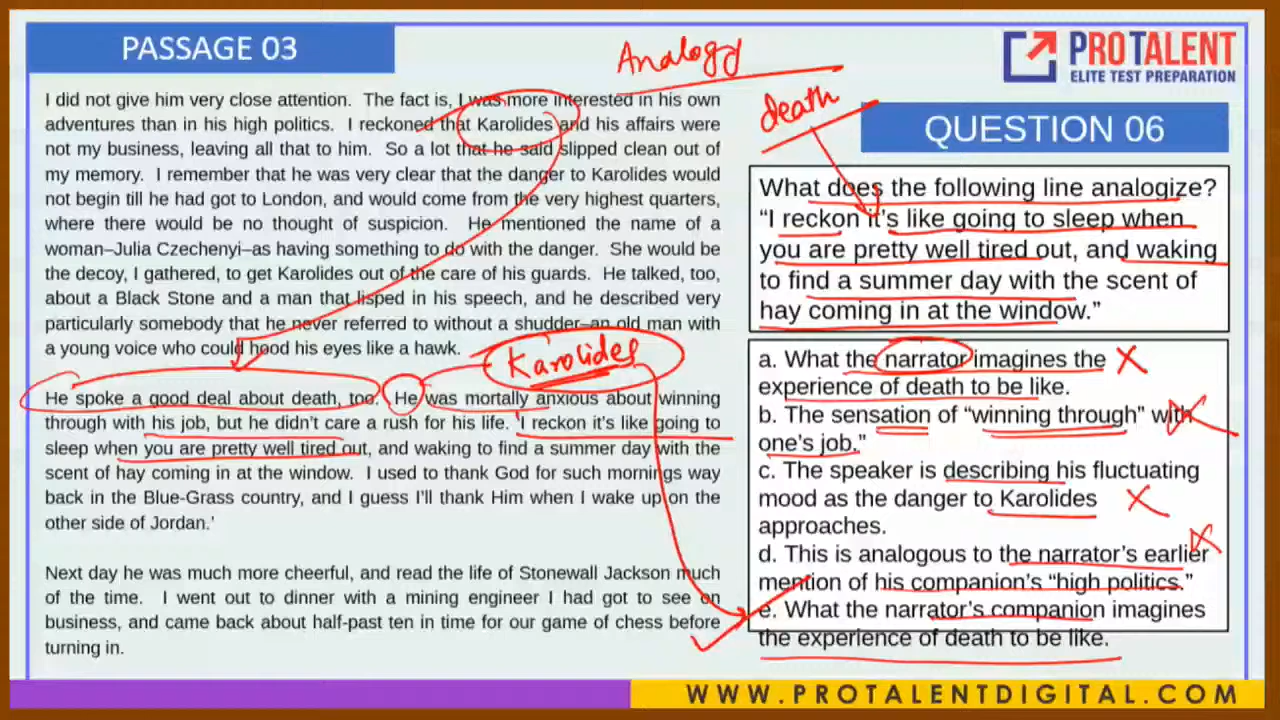 PASSAGE 03
Analogy
PRO TALENT
ELITE TEST PREPARATION
death
QUESTION 06
I did not give him very close attention.  The fact is, I was more interested in his own
adventures than in his high politics.  I reckoned that Karolides and his affairs were
not my business, leaving all that to him.  So a lot that he said slipped clean out of
my memory.  I remember that he was very clear that the danger to Karolides would
not begin till he had got to London, and would come from the very highest quarters,
where there would be no thought of suspicion.  He mentioned the name of a
woman–Julia Czechenyi–as having something to do with the danger.  She would be
the decoy, I gathered, to get Karolides out of the care of his guards.  He talked, too,
about a Black Stone and a man that lisped in his speech, and he described very
particularly somebody that he never referred to without a shudder–an old man with
a young voice who could hood his eyes like a hawk.
Karolides
He spoke a good deal about death, too.  He was mortally anxious about winning
through with his job, but he didn't care a rush for his life. 'I reckon it's like going to
sleep when you are pretty well tired out, and waking to find a summer day with the
scent of hay coming in at the window.  I used to thank God for such mornings way
back in the Blue-Grass country, and I guess I'll thank Him when I wake up on the
other side of Jordan.'
Next day he was much more cheerful, and read the life of Stonewall Jackson much
of the time.  I went out to dinner with a mining engineer I had got to see on
business, and came back about half-past ten in time for our game of chess before
turning in.
What does the following line analogize?
“I reckon it's like going to sleep when
you are pretty well tired out, and waking
to find a summer day with the scent of
hay coming in at the window.”
a. What the narrator imagines the
experience of death to be like.
b. The sensation of “winning through” with
one's job.”
c. The speaker is describing his fluctuating
mood as the danger to Karolides
approaches.
d. This is analogous to the narrator's earlier
mention of his companion's “high politics.”
e. What the narrator's companion imagines
the experience of death to be like.
WWW.PROTALENTDIGITAL.COM